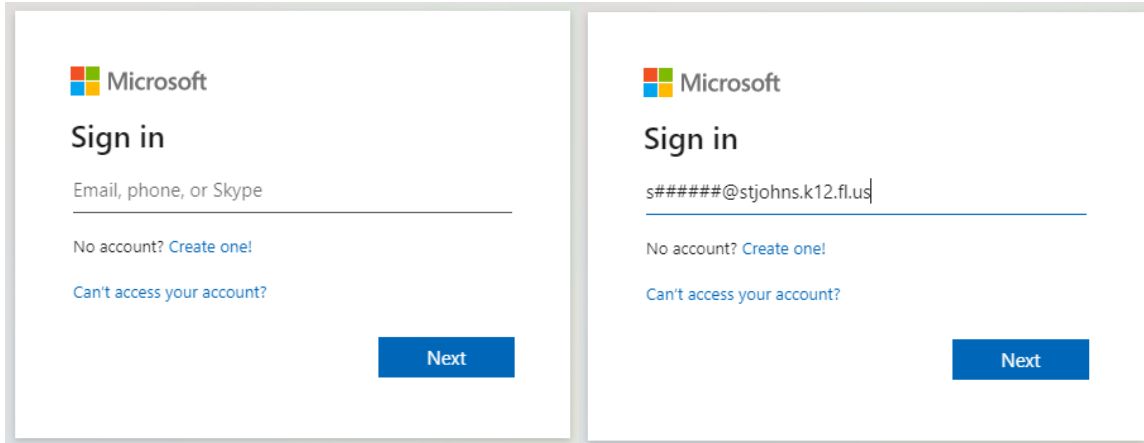 Microsoft
Sign in
Email, phone, or Skype
No account? Create one!
Can't access your account?
Next
Microsoft
Sign in
s######@stjohns.k12.fl.us
No account? Create one!
Can't access your account?
Next